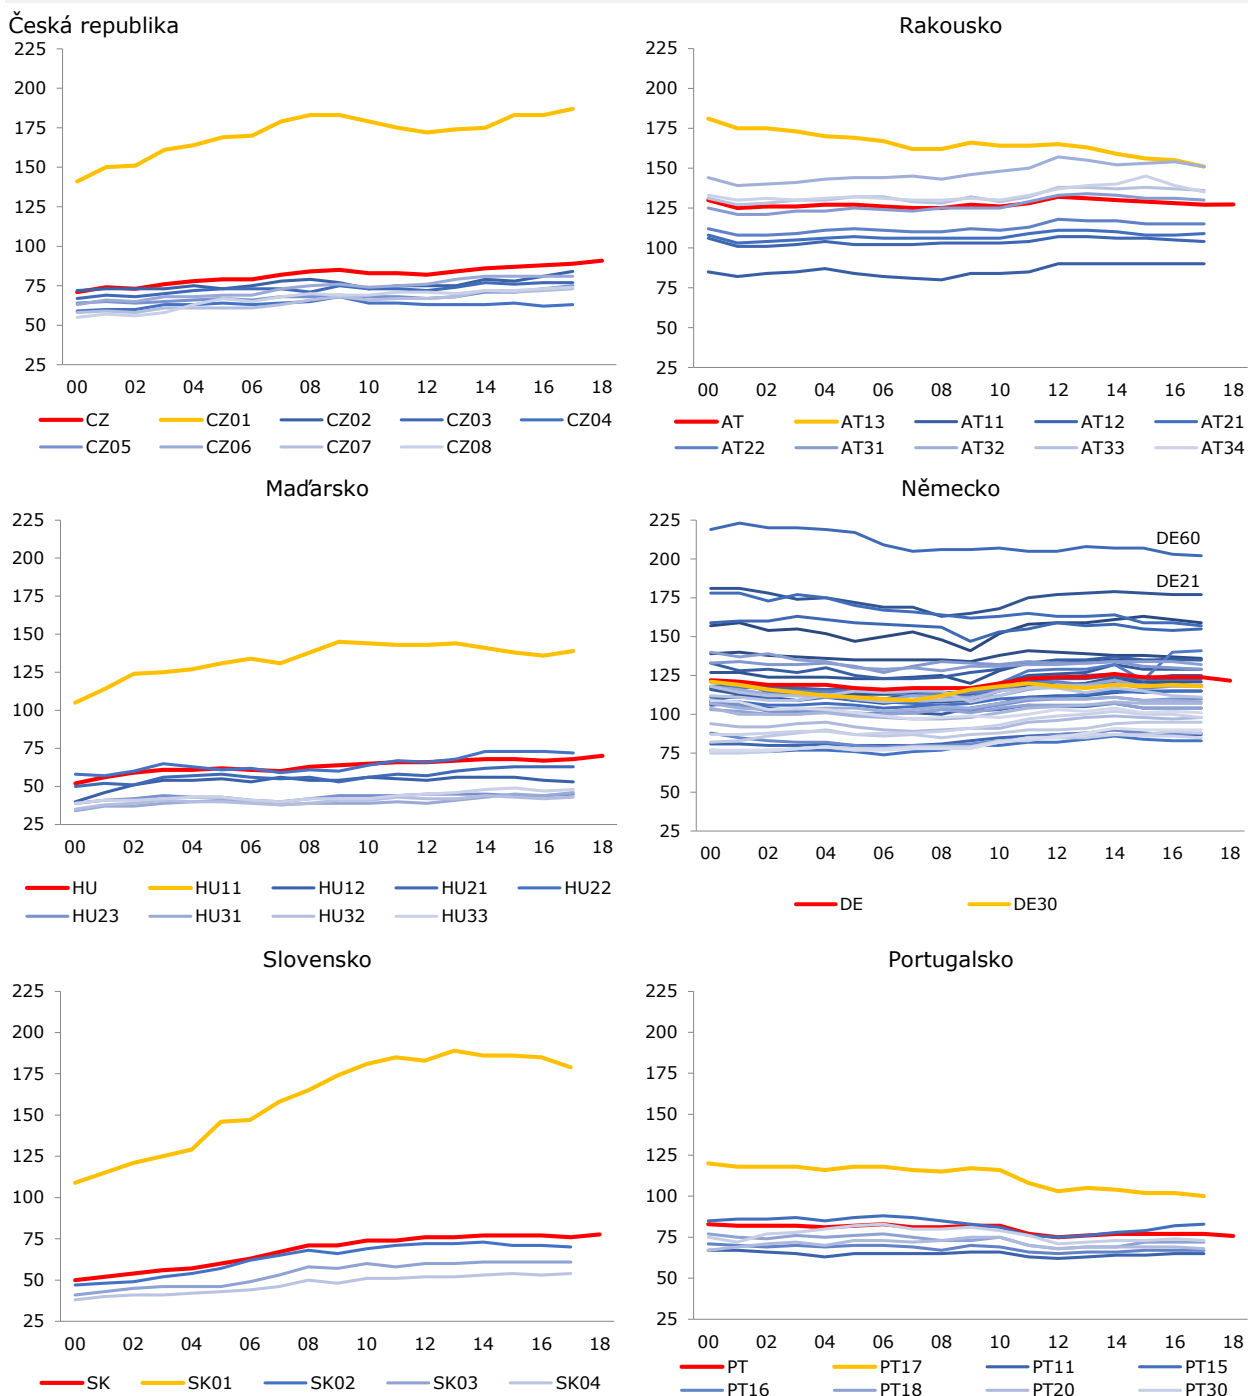 Česká republika
225
200
175
150
125
100
75
50
25
00 02 04 06 08 10 12 14 16 18
CZ CZ01 CZ02 CZ03 CZ04
CZ05 CZ06 CZ07 CZ08
Rakousko
225
200
175
150
125
100
75
50
25
00 02 04 06 08 10 12 14 16 18
AT AT13 AT11 AT12 AT21
AT22 AT31 AT32 AT33 AT34
Maďarsko
225
200
175
150
125
100
75
50
25
00 02 04 06 08 10 12 14 16 18
HU HU11 HU12 HU21 HU22
HU23 HU31 HU32 HU33
Německo
225
200
175
150
125
100
75
50
25
DE60
DE21
00 02 04 06 08 10 12 14 16 18
DE DE30
Slovensko
225
200
175
150
125
100
75
50
25
00 02 04 06 08 10 12 14 16 18
SK SK01 SK02 SK03 SK04
Portugalsko
225
200
175
150
125
100
75
50
25
00 02 04 06 08 10 12 14 16 18
PT PT17 PT11 PT15
PT16 PT18 PT20 PT30